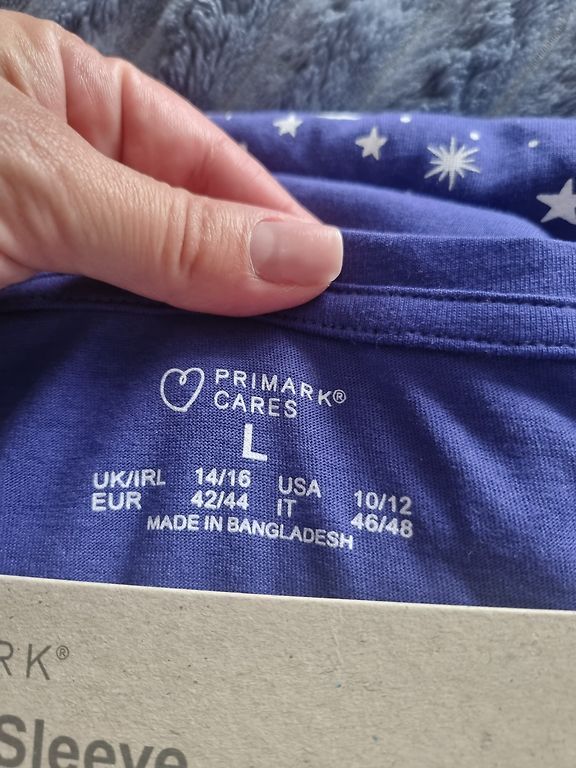 PRIMARK®
CARES
L
UK/IRL 14/16 USA 10/12
EUR 42/44 IT 46/48
MADE IN BANGLADESH
RK®
Sleeve